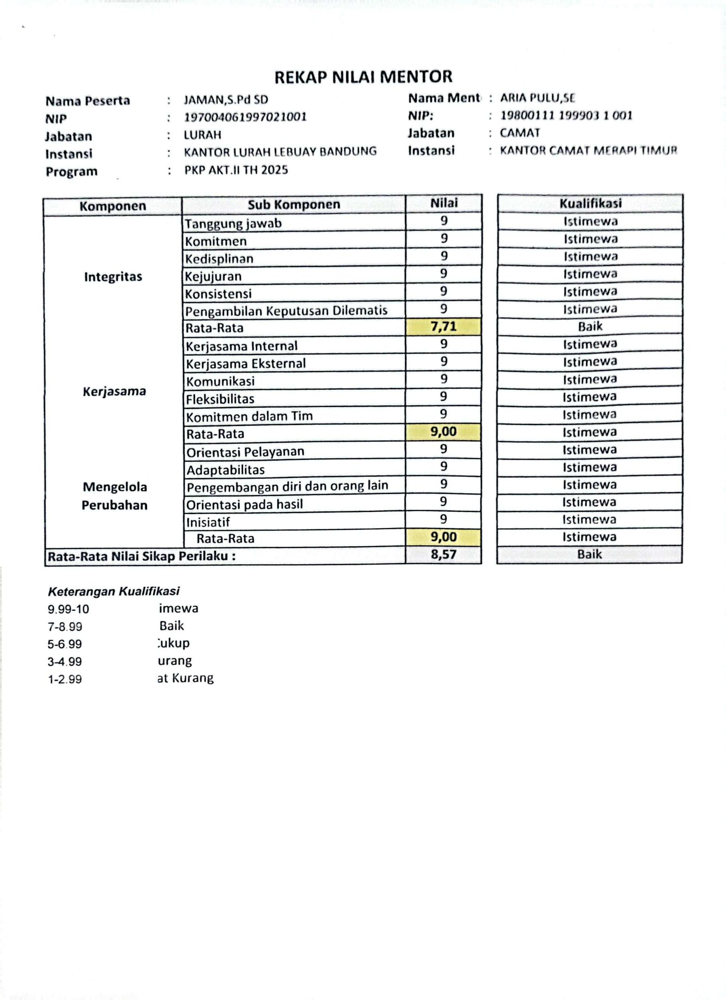 REKAP NILAI MENTOR
Nama Peserta : JAMAN,S.Pd SD Nama Ment : ARIA PULU,SE
NIP : 197004061997021001 NIP: : 19800111 199903 1 001
Jabatan : LURAH Jabatan : CAMAT
Instansi : KANTOR LURAH LEBUAY BANDUNG Instansi : KANTOR CAMAT MERAPI TIMUR
Program : PKP AKT.II TH 2025
Komponen Sub Komponen Nilai Kualifikasi
Tanggung jawab 9 Istimewa
Komitmen 9 Istimewa
Kedisplinan 9 Istimewa
Integritas Kejujuran 9 Istimewa
Konsistensi 9 Istimewa
Pengambilan Keputusan Dilematis 9 Istimewa
Rata-Rata 7,71 Baik
Kerjasama Internal 9 Istimewa
Kerjasama Eksternal 9 Istimewa
Komunikasi 9 Istimewa
Kerjasama Fleksibilitas 9 Istimewa
Komitmen dalam Tim 9 Istimewa
Rata-Rata 9,00 Istimewa
Orientasi Pelayanan 9 Istimewa
Adaptabilitas 9 Istimewa
Mengelola Pengembangan diri dan orang lain 9 Istimewa
Perubahan Orientasi pada hasil 9 Istimewa
Inisiatif 9 Istimewa
Rata-Rata 9,00 Istimewa
Rata-Rata Nilai Sikap Perilaku : 8,57 Baik
Keterangan Kualifikasi
9.99-10 imewa
7-8.99 Baik
5-6.99 :ukup
3-4.99 urang
1-2.99 at Kurang